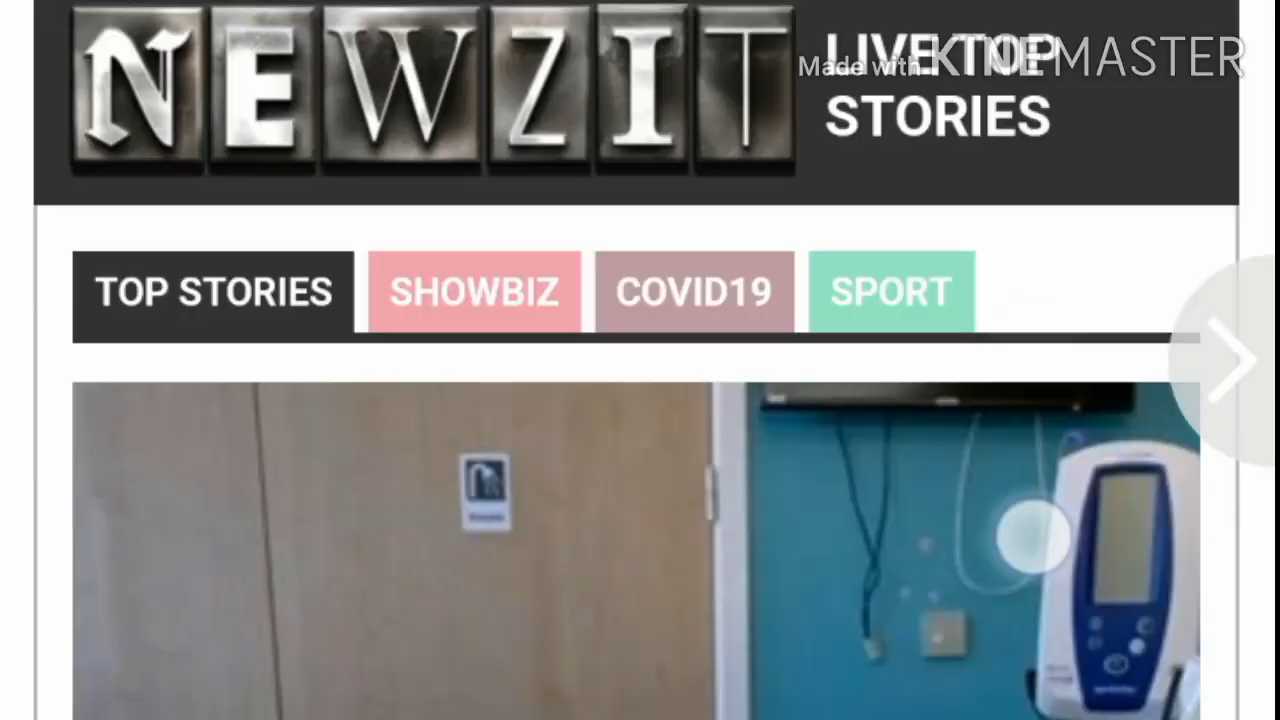 NEWZIT
LIVE TOP
STORIES
Made with KINEMASTER
TOP STORIES
SHOWBIZ
COVID19
SPORT